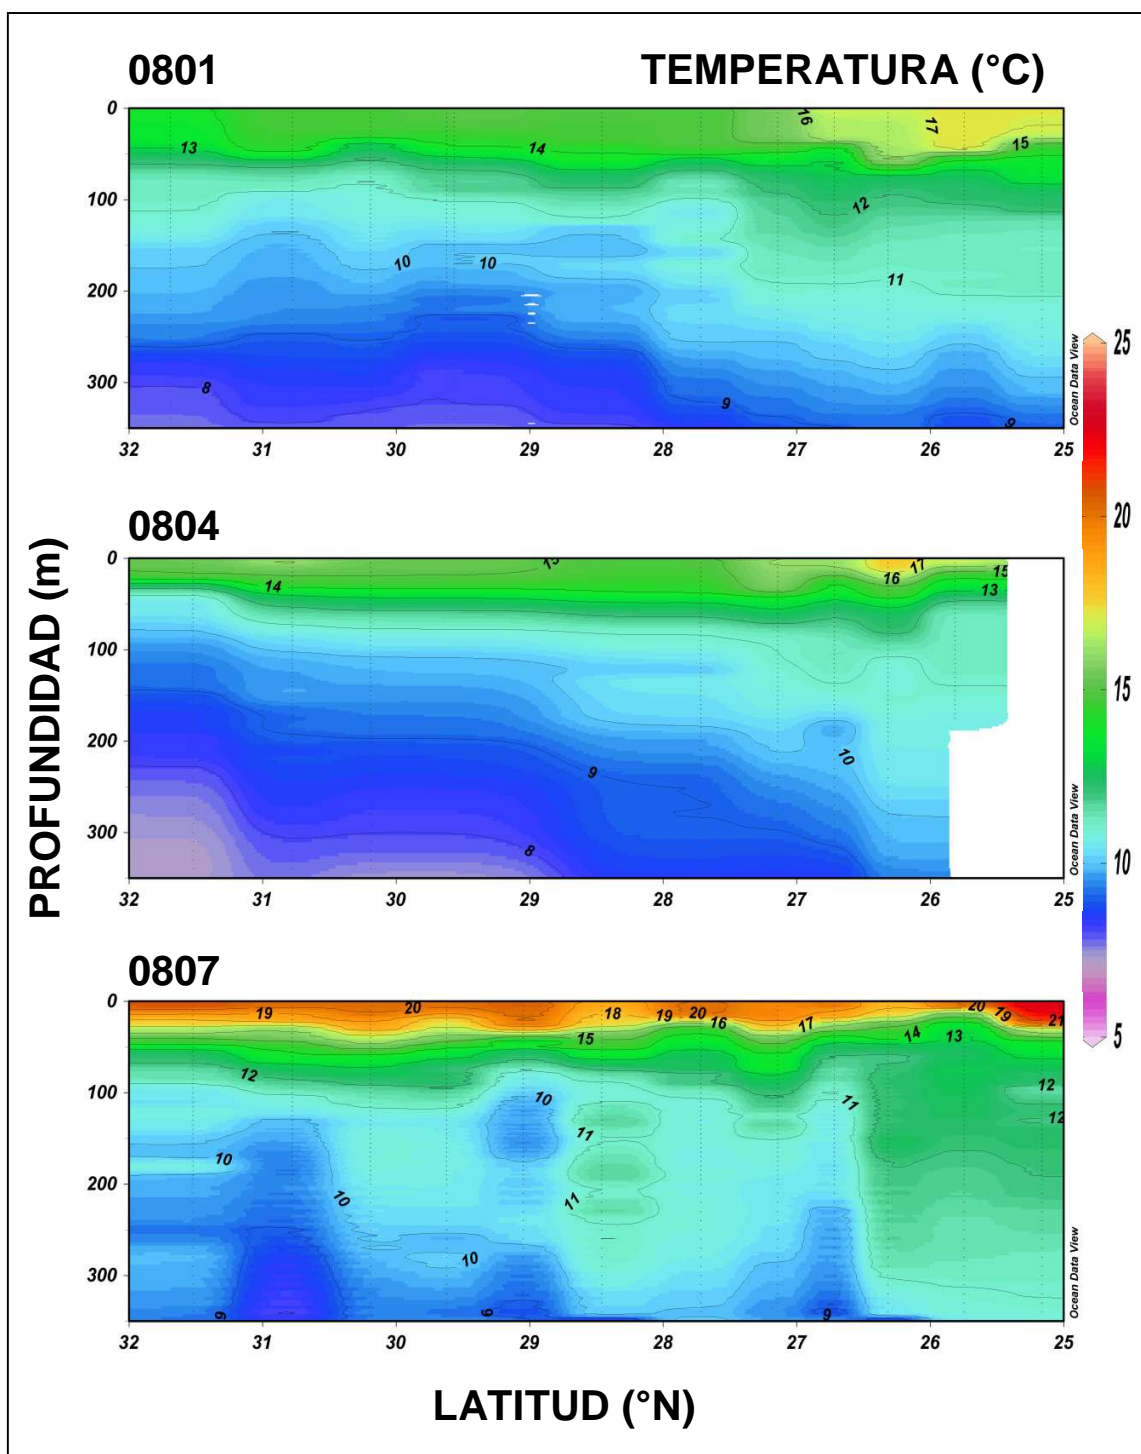 0801 TEMPERATURA (°C)
0
100
200
300
13 14 16 17 15 12 11 10 10 8 9 9
32 31 30 29 28 27 26 25
Ocean Data View
PROFUNDIDAD (m)
0804
0
100
200
300
14 16 17 15 13 10 9 8
32 31 30 29 28 27 26 25
Ocean Data View
25
20
15
10
5
0807
0
100
200
300
19 20 18 19 20 16 17 20 19 21
15 14 13 12 12 12
10 11 11 11 10 10 10 9 9 9
32 31 30 29 28 27 26 25
Ocean Data View
LATITUD (°N)